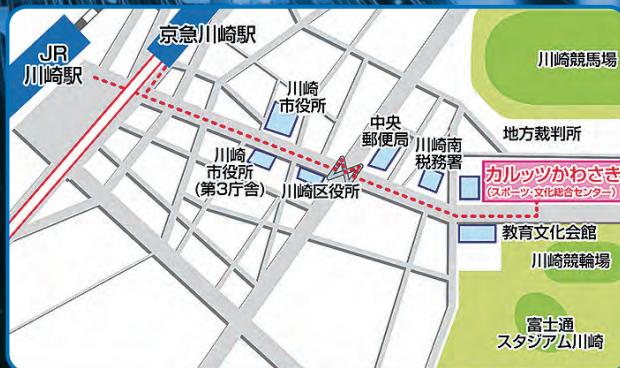 JR
川崎駅
京急川崎駅
川崎競馬場
川崎
市役所
中央
郵便局
川崎南
税務署
地方裁判所
川崎
市役所
(第3庁舎)
川崎区役所
カルッツかわさき
(スポーツ・文化総合センター)
教育文化会館
川崎競輪場
富士通
スタジアム川崎